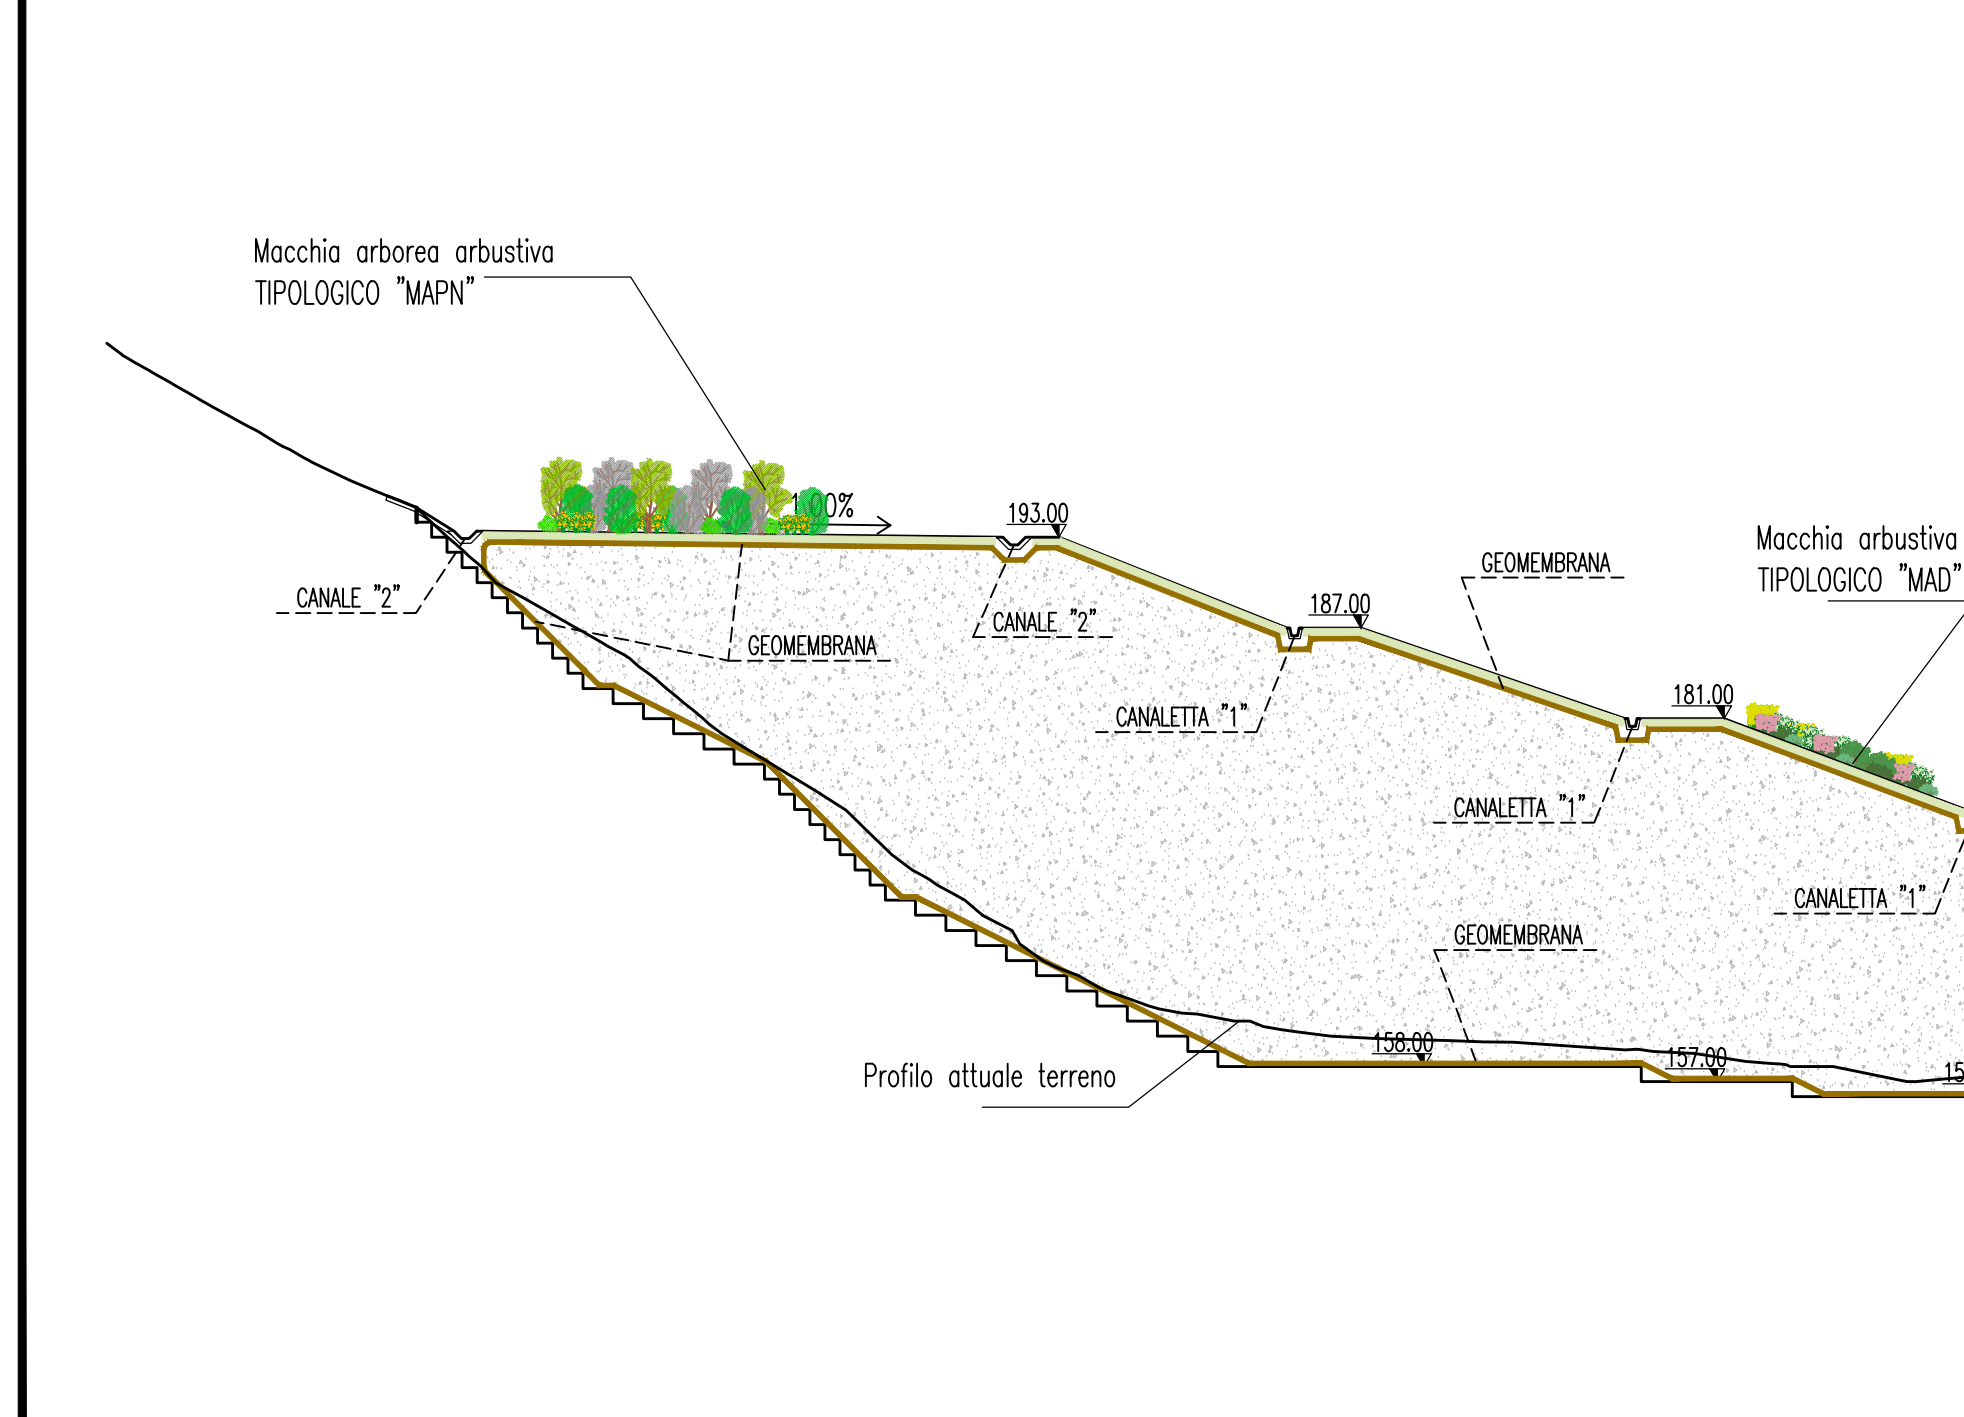 Macchia arborea arbustiva
TIPOLOGICO "MAPN"
1.00%
193.00
Macchia arbustiva
TIPOLOGICO "MAD"
GEOMEMBRANA
CANALE "2"
187.00
CANALE "2"
GEOMEMBRANA
181.00
CANALETTA "1"
CANALETTA "1"
CANALETTA "1"
GEOMEMBRANA
158.00
157.00
Profilo attuale terreno